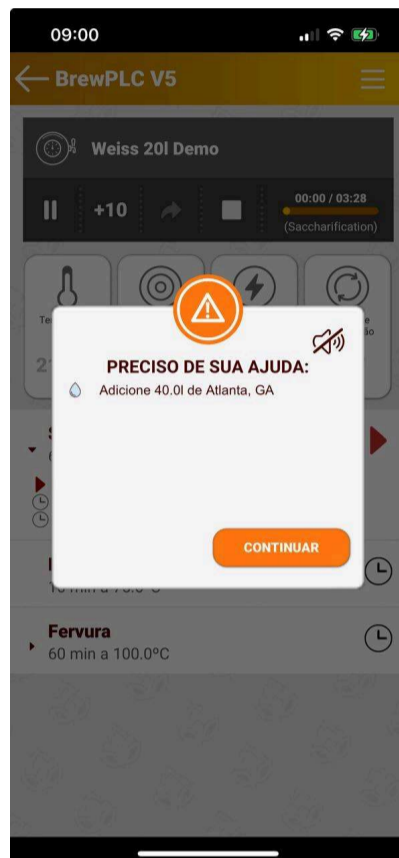 09:00
BrewPLC V5
Weiss 20l Demo
+10
00:00 / 03:28
(Saccharification)
PRECISO DE SUA AJUDA:
Adicione 40.0l de Atlanta, GA
CONTINUAR
Fervura
60 min a 100.0ºC